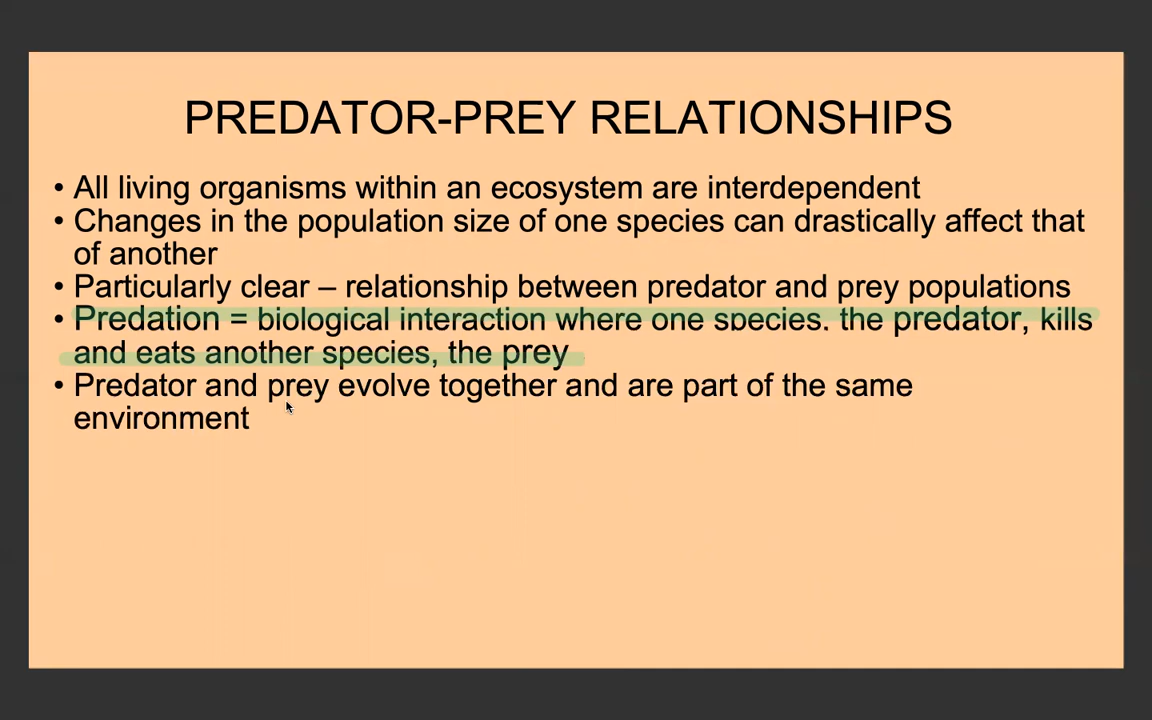 PREDATOR-PREY RELATIONSHIPS
• All living organisms within an ecosystem are interdependent
• Changes in the population size of one species can drastically affect that
of another
• Particularly clear – relationship between predator and prey populations
• Predation = biological interaction where one species. the predator, kills
and eats another species, the prey
• Predator and prey evolve together and are part of the same
environment